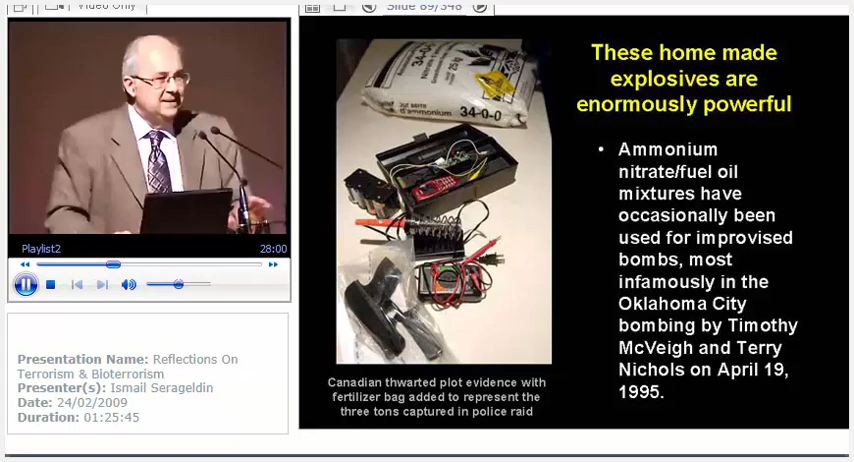 Video Only
Slide 89/348
Playlist2
28:00
Presentation Name: Reflections On
Terrorism & Bioterrorism
Presenter(s): Ismail Serageldin
Date: 24/02/2009
Duration: 01:25:45
34-0-0
d'ammonium
34-0-0
Canadian thwarted plot evidence with
fertilizer bag added to represent the
three tons captured in police raid
These home made
explosives are
enormously powerful
• Ammonium
nitrate/fuel oil
mixtures have
occasionally been
used for improvised
bombs, most
infamously in the
Oklahoma City
bombing by Timothy
McVeigh and Terry
Nichols on April 19,
1995.